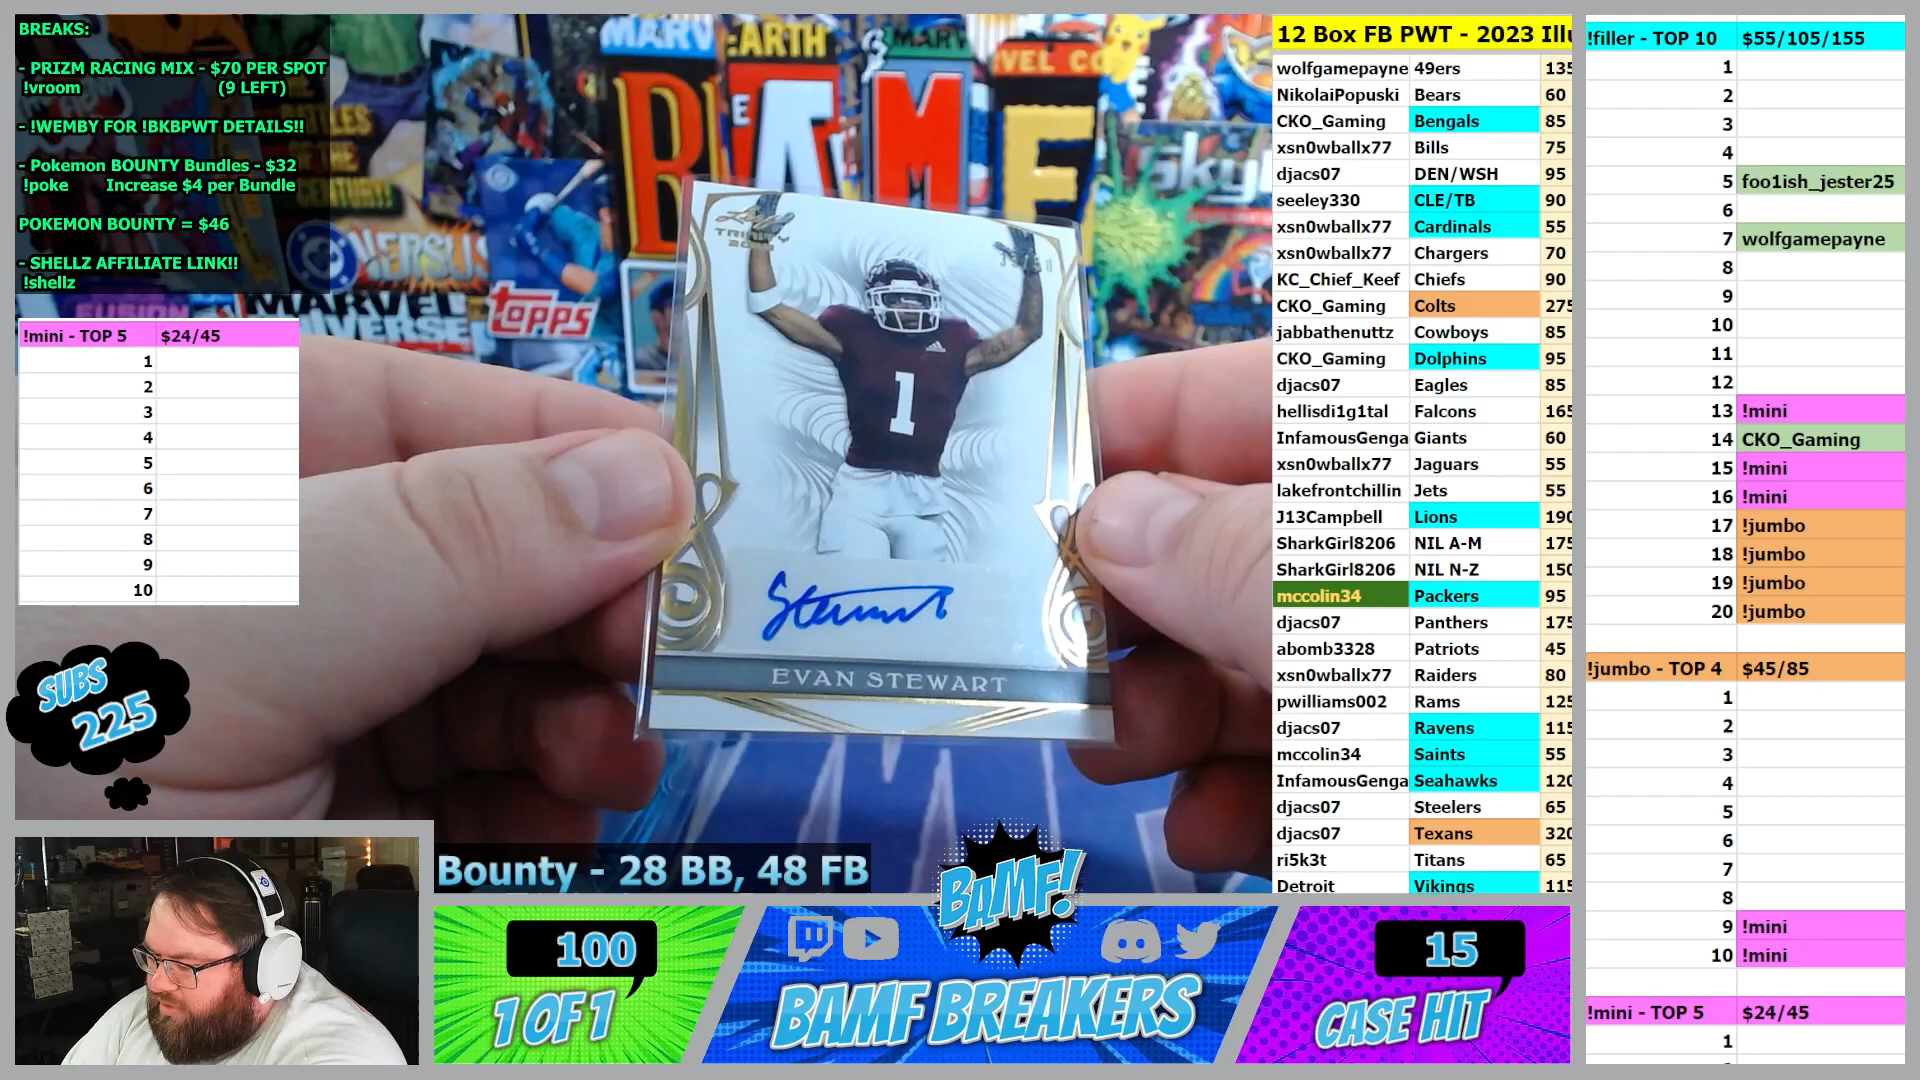 BREAKS:
- PRIZM RACING MIX - $70 PER SPOT
!vroom (9 LEFT)
- !WEMBY FOR !BKBPWT DETAILS!!
- Pokemon BOUNTY Bundles - $32
!poke Increase $4 per Bundle
POKEMON BOUNTY = $46
- SHELLZ AFFILIATE LINK!!
!shellz
!mini - TOP 5 $24/45
1
2
3
4
5
6
7
8
9
10
SUBS
225
MARVEL
EARTH
BAMF
topps
MARVEL
Leaf
1
Stewart
EVAN STEWART
Bounty - 28 BB, 48 FB
BAMF!
100
1 OF 1
BAMF BREAKERS
15
CASE HIT
12 Box FB PWT - 2023 Illu
wolfgamepayne 49ers 135
NikolaiPopuski Bears 60
CKO_Gaming Bengals 85
xsn0wballx77 Bills 75
djacs07 DEN/WSH 95
seeley330 CLE/TB 90
xsn0wballx77 Cardinals 55
xsn0wballx77 Chargers 70
KC_Chief_Keef Chiefs 90
CKO_Gaming Colts 275
jabbathenuttz Cowboys 85
CKO_Gaming Dolphins 95
djacs07 Eagles 85
hellisdi1g1tal Falcons 165
InfamousGenga Giants 60
xsn0wballx77 Jaguars 55
lakefrontchillin Jets 55
J13Campbell Lions 190
SharkGirl8206 NIL A-M 175
SharkGirl8206 NIL N-Z 150
mccolin34 Packers 95
djacs07 Panthers 175
abomb3328 Patriots 45
xsn0wballx77 Raiders 80
pwilliams002 Rams 125
djacs07 Ravens 115
mccolin34 Saints 55
InfamousGenga Seahawks 120
djacs07 Steelers 65
djacs07 Texans 320
ri5k3t Titans 65
Detroit Vikings 115
!filler - TOP 10 $55/105/155
1
2
3
4
5 foo1ish_jester25
6
7 wolfgamepayne
8
9
10
11
12
13 !mini
14 CKO_Gaming
15 !mini
16 !mini
17 !jumbo
18 !jumbo
19 !jumbo
20 !jumbo
!jumbo - TOP 4 $45/85
1
2
3
4
5
6
7
8
9 !mini
10 !mini
!mini - TOP 5 $24/45
1